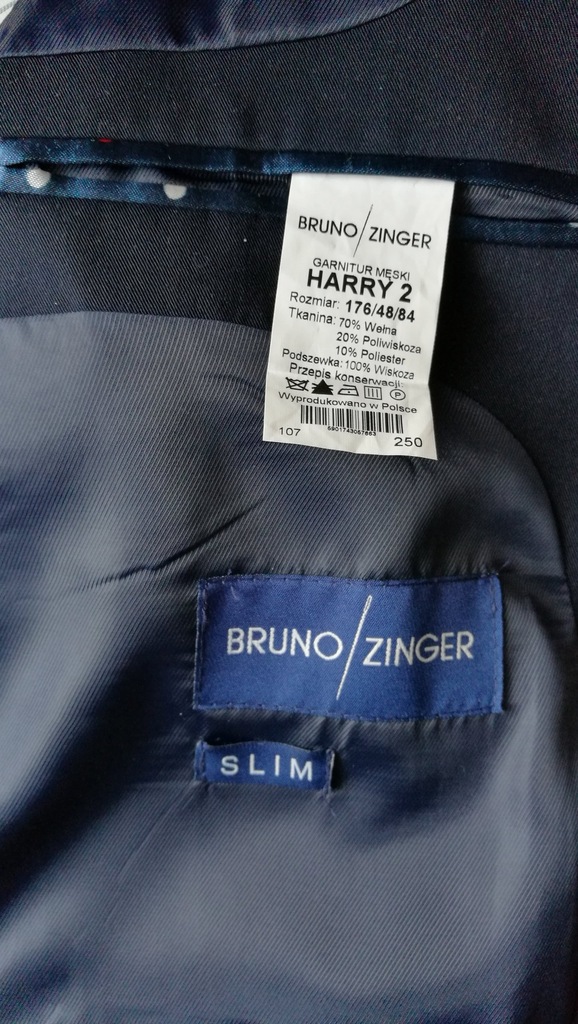 BRUNO/ZINGER
GARNITUR MĘSKI
HARRY 2
Rozmiar: 176/48/84
Tkanina: 70% Wełna
20% Poliwiskoza
10% Poliester
Podszewka: 100% Wiskoza
Przepis konserwacji:
P
Wyprodukowano w Polsce
107 250
BRUNO/ZINGER
SLIM